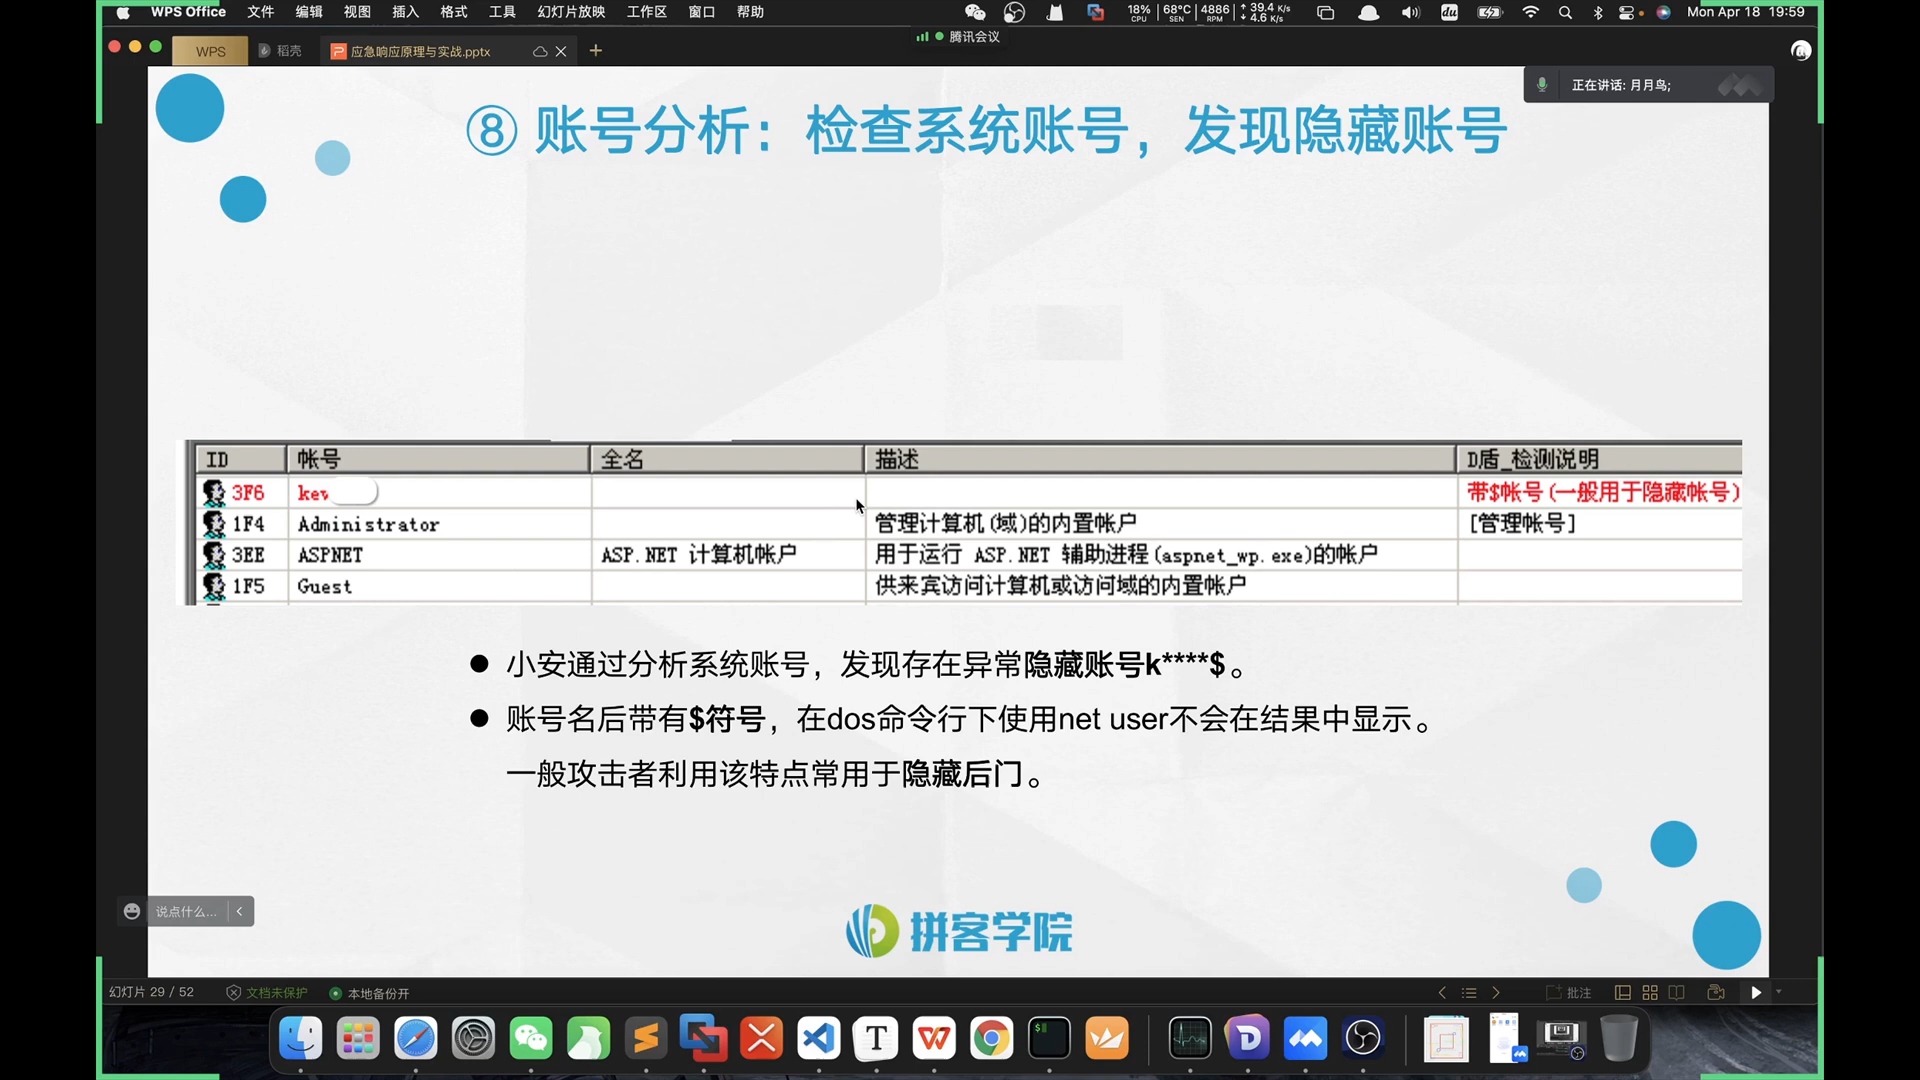 WPS Office 文件 编辑 视图 插入 格式 工具 幻灯片放映 工作区 窗口 帮助
18% CPU 68°C SEN 4886 RPM 39.4 K/s 4.6 K/s du Mon Apr 18 19:59
腾讯会议
WPS 稻壳 应急响应原理与实战.pptx
正在讲话: 月月鸟;
⑧ 账号分析：检查系统账号，发现隐藏账号
ID 帐号 全名 描述 D盾_检测说明
3F6 kev 带$帐号(一般用于隐藏帐号)
1F4 Administrator 管理计算机(域)的内置帐户 [管理帐号]
3EE ASPNET ASP.NET 计算机帐户 用于运行 ASP.NET 辅助进程(aspnet_wp.exe)的帐户
1F5 Guest 供来宾访问计算机或访问域的内置帐户
● 小安通过分析系统账号，发现存在异常隐藏账号k****$。
● 账号名后带有$符号，在dos命令行下使用net user不会在结果中显示。
一般攻击者利用该特点常用于隐藏后门。
说点什么...
拼客学院
幻灯片 29 / 52 文档未保护 本地备份开 批注